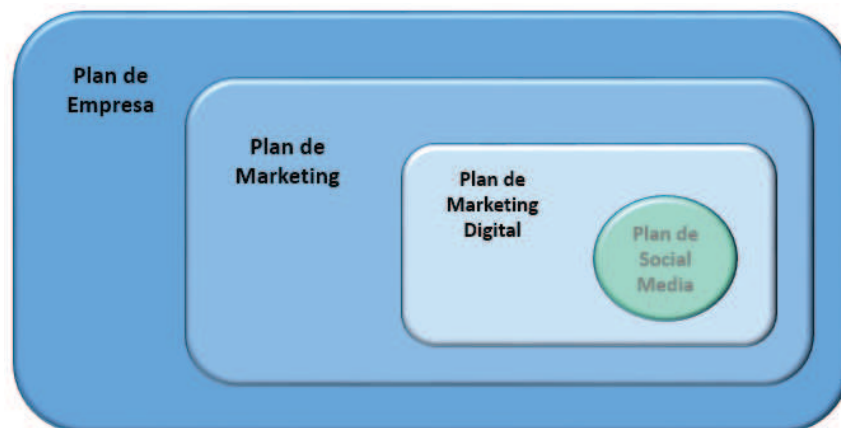 Plan de
Empresa
Plan de
Marketing
Plan de
Marketing
Digital
Plan de
Social
Media